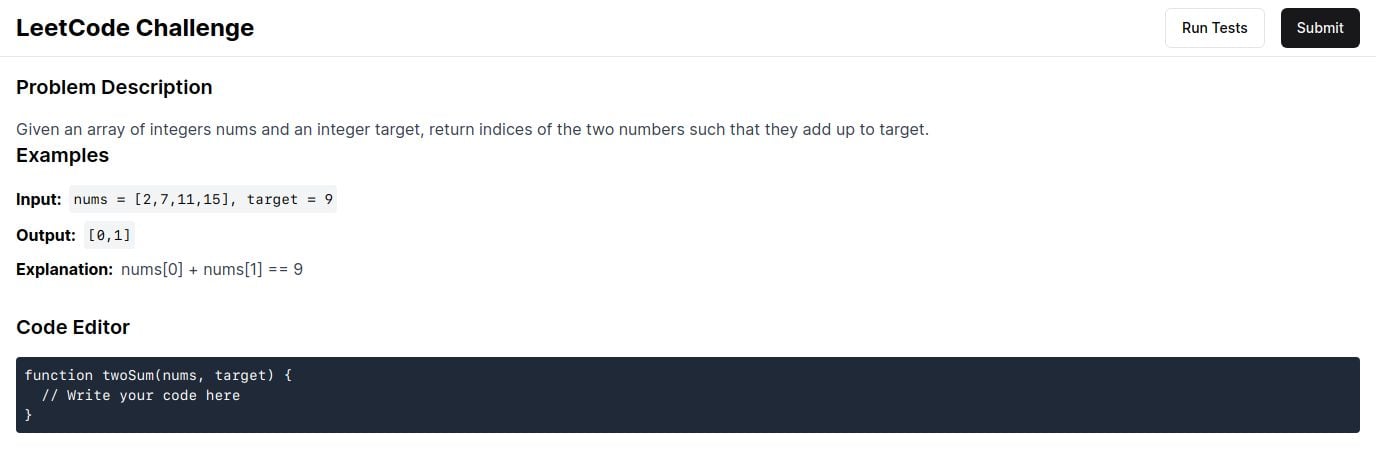 LeetCode Challenge
Run Tests
Submit
Problem Description
Given an array of integers nums and an integer target, return indices of the two numbers such that they add up to target.
Examples
Input: nums = [2,7,11,15], target = 9
Output: [0,1]
Explanation: nums[0] + nums[1] == 9
Code Editor
function twoSum(nums, target) {
  // Write your code here
}